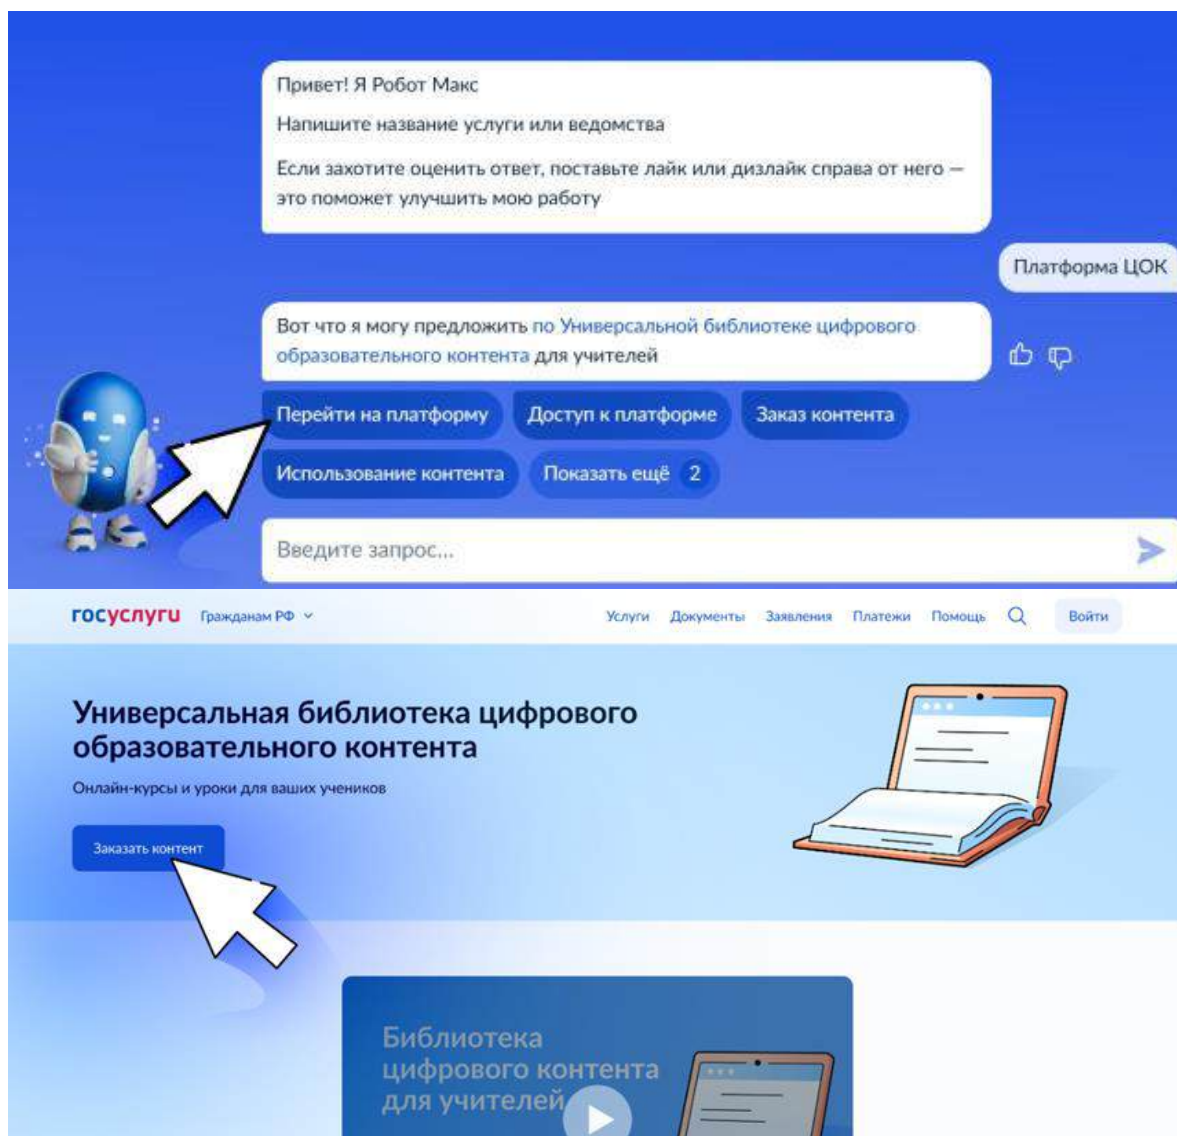 Привет! Я Робот Макс
Напишите название услуги или ведомства
Если захотите оценить ответ, поставьте лайк или дизлайк справа от него —
это поможет улучшить мою работу
Платформа ЦОК
Вот что я могу предложить по Универсальной библиотеке цифрового
образовательного контента для учителей
Перейти на платформу Доступ к платформе Заказ контента
Использование контента Показать ещё 2
Введите запрос...
госуслуги Гражданам РФ Услуги Документы Заявления Платежи Помощь Войти
Универсальная библиотека цифрового
образовательного контента
Онлайн-курсы и уроки для ваших учеников
Заказать контент
Библиотека
цифрового контента
для учителей